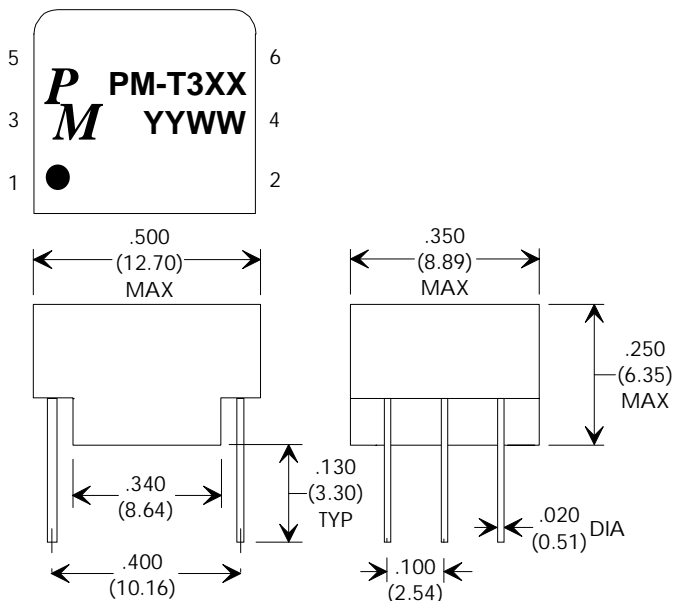 5
6
P
M
PM-T3XX
YYWW
3
4
1
2
.500
(12.70)
MAX
.350
(8.89)
MAX
.250
(6.35)
MAX
.340
(8.64)
.130
(3.30)
TYP
.400
(10.16)
.100
(2.54)
.020
(0.51)
DIA